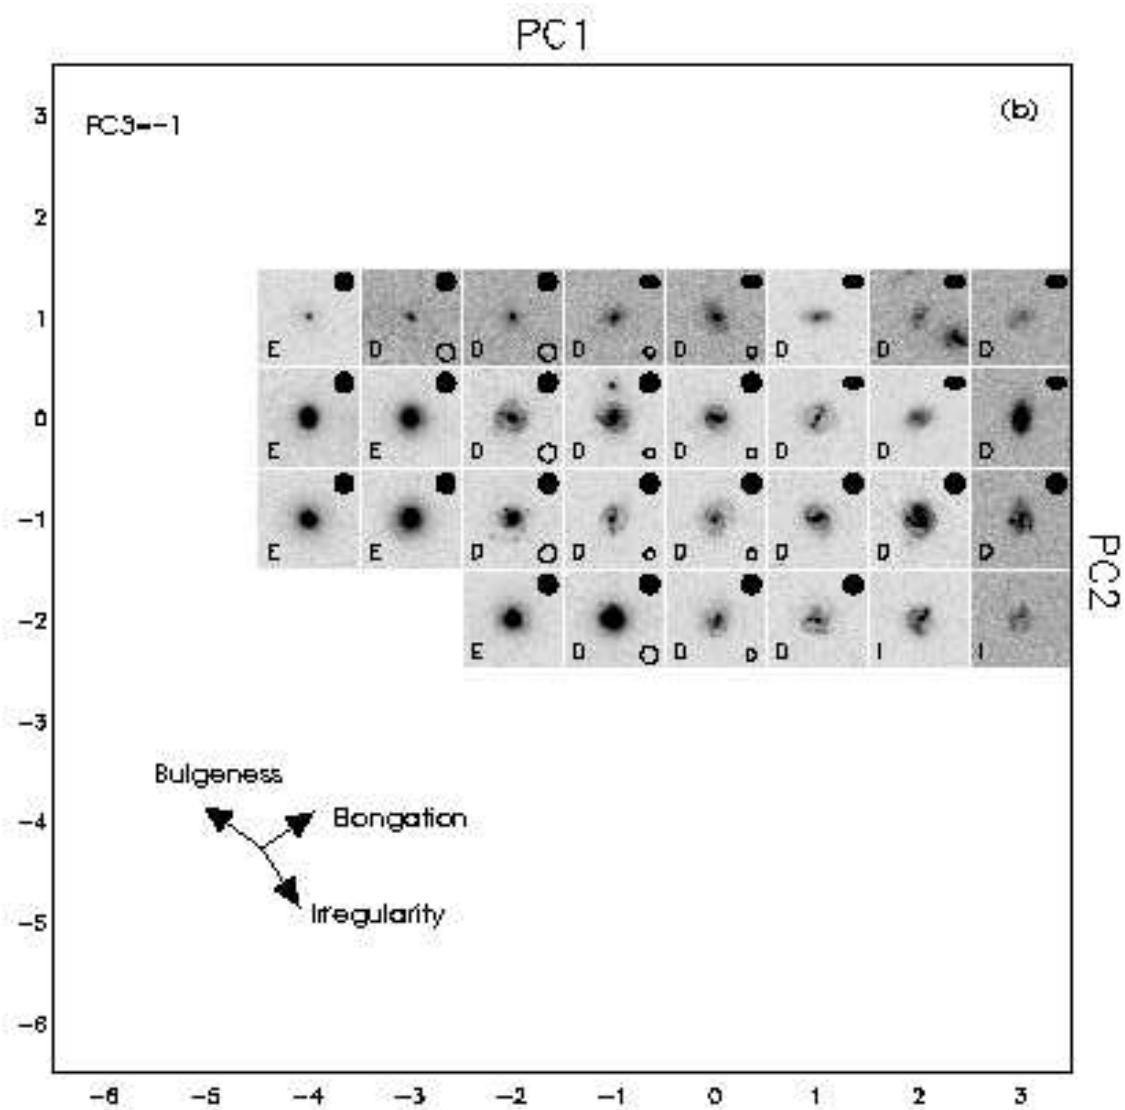 PC1
3
PC3=-1
(b)
2
1
E D D D D D D D
0
E E D D D D D D
-1
E E D D D D D D
PC2
-2
E D D D I I
-3
Bulgeness
-4
Elongation
Irregularity
-5
-6
-6 -5 -4 -3 -2 -1 0 1 2 3